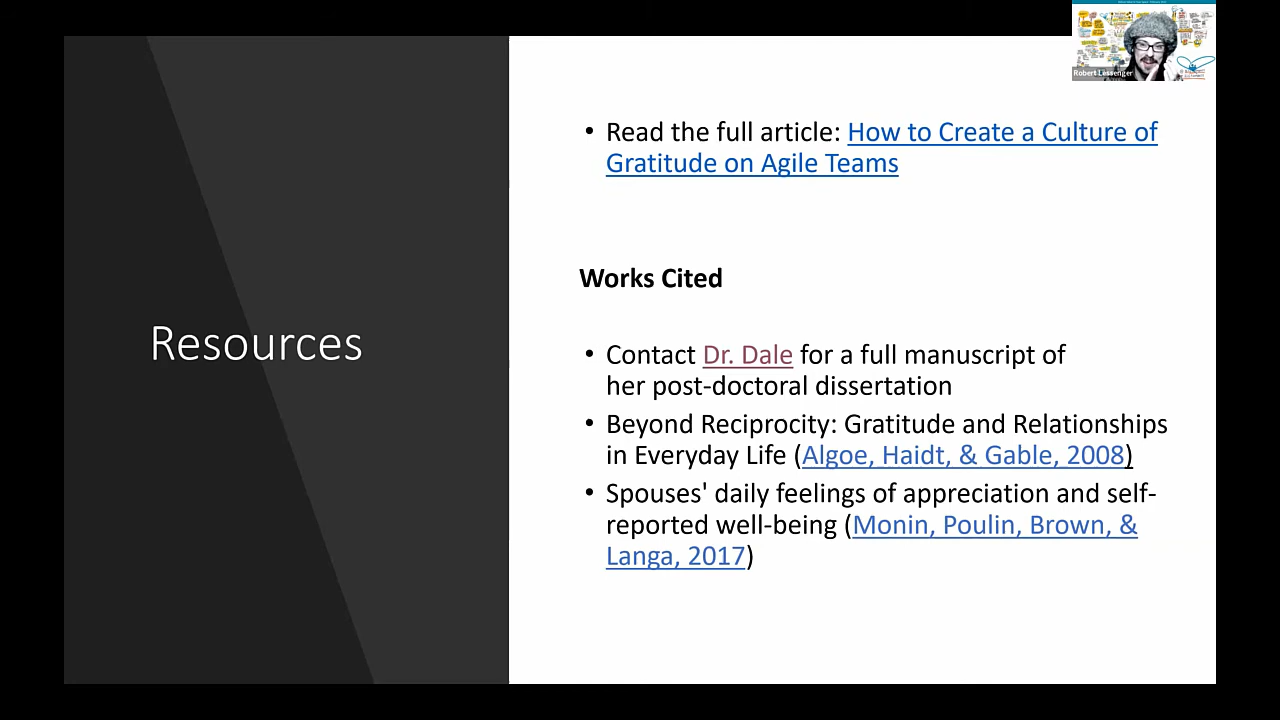 Robert Lessenger
Resources
• Read the full article: How to Create a Culture of
Gratitude on Agile Teams
Works Cited
• Contact Dr. Dale for a full manuscript of
her post-doctoral dissertation
• Beyond Reciprocity: Gratitude and Relationships
in Everyday Life (Algoe, Haidt, & Gable, 2008)
• Spouses' daily feelings of appreciation and self-
reported well-being (Monin, Poulin, Brown, &
Langa, 2017)